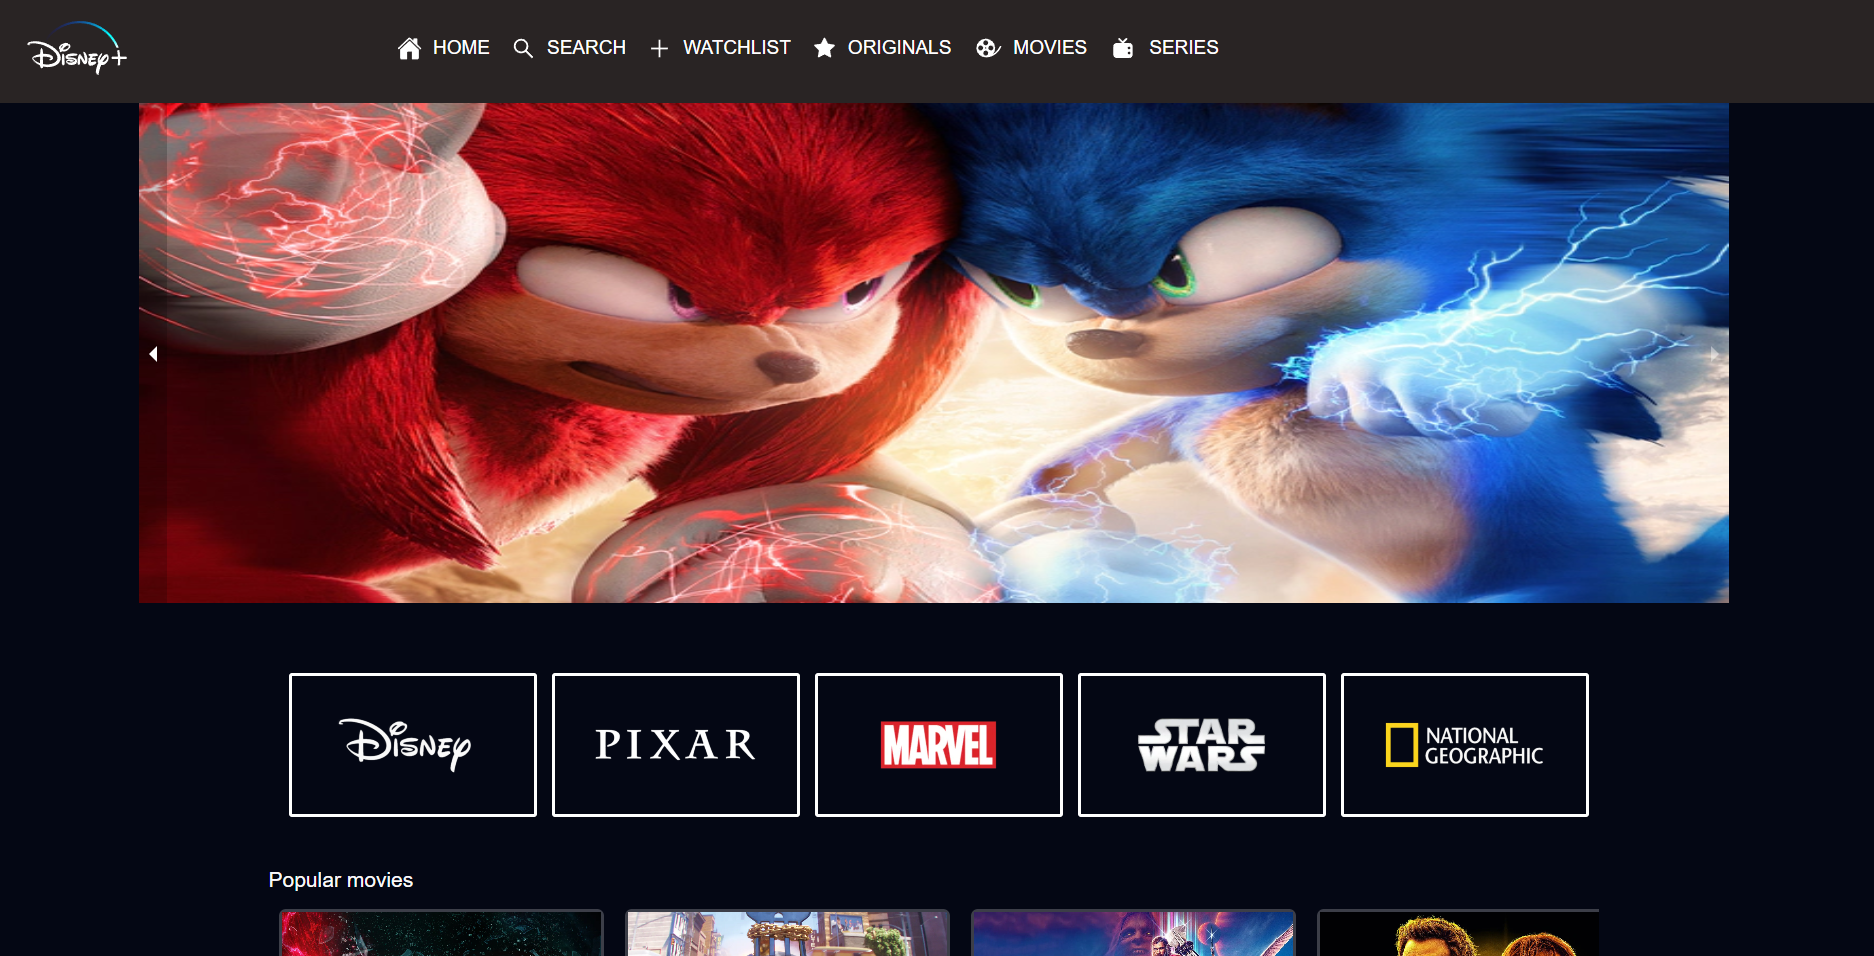 Disney+
HOME SEARCH WATCHLIST ORIGINALS MOVIES SERIES
Disney
PIXAR
MARVEL
STAR
WARS
NATIONAL
GEOGRAPHIC
Popular movies